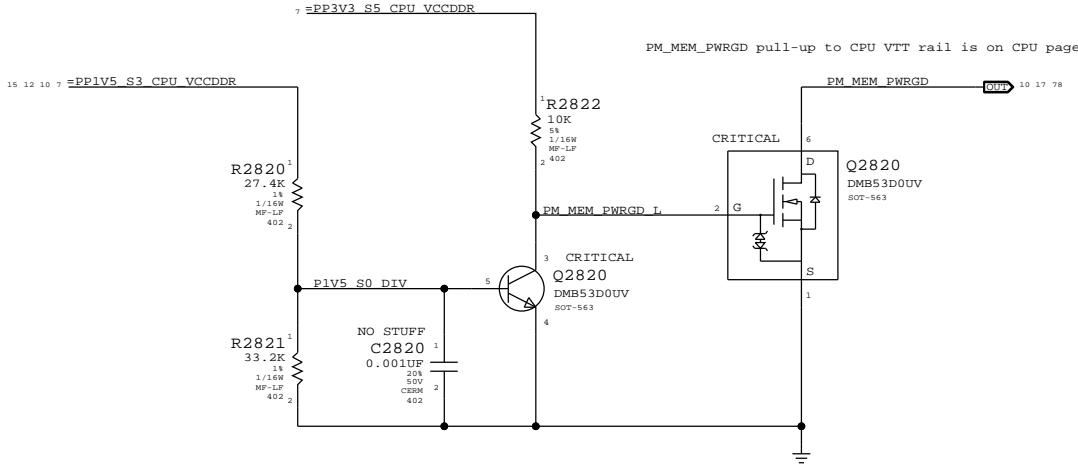 7 =PP3V3_S5_CPU_VCCDDR
PM_MEM_PWRGD pull-up to CPU VTT rail is on CPU page
15 12 10 7 =PP1V5_S3_CPU_VCCDDR
PM_MEM_PWRGD
OUT 10 17 78
1
R2822
10K
5%
1/16W
MF-LF
402
2
CRITICAL
6
D
Q2820
DMB53D0UV
SOT-563
R2820
27.4K
1%
1/16W
MF-LF
402
1
2
PM_MEM_PWRGD_L
2
G
S
1
3
CRITICAL
Q2820
DMB53D0UV
SOT-563
P1V5_S0_DIV
5
4
R2821
33.2K
1%
1/16W
MF-LF
402
1
2
NO STUFF
C2820
0.001UF
20%
50V
CERM
402
1
2